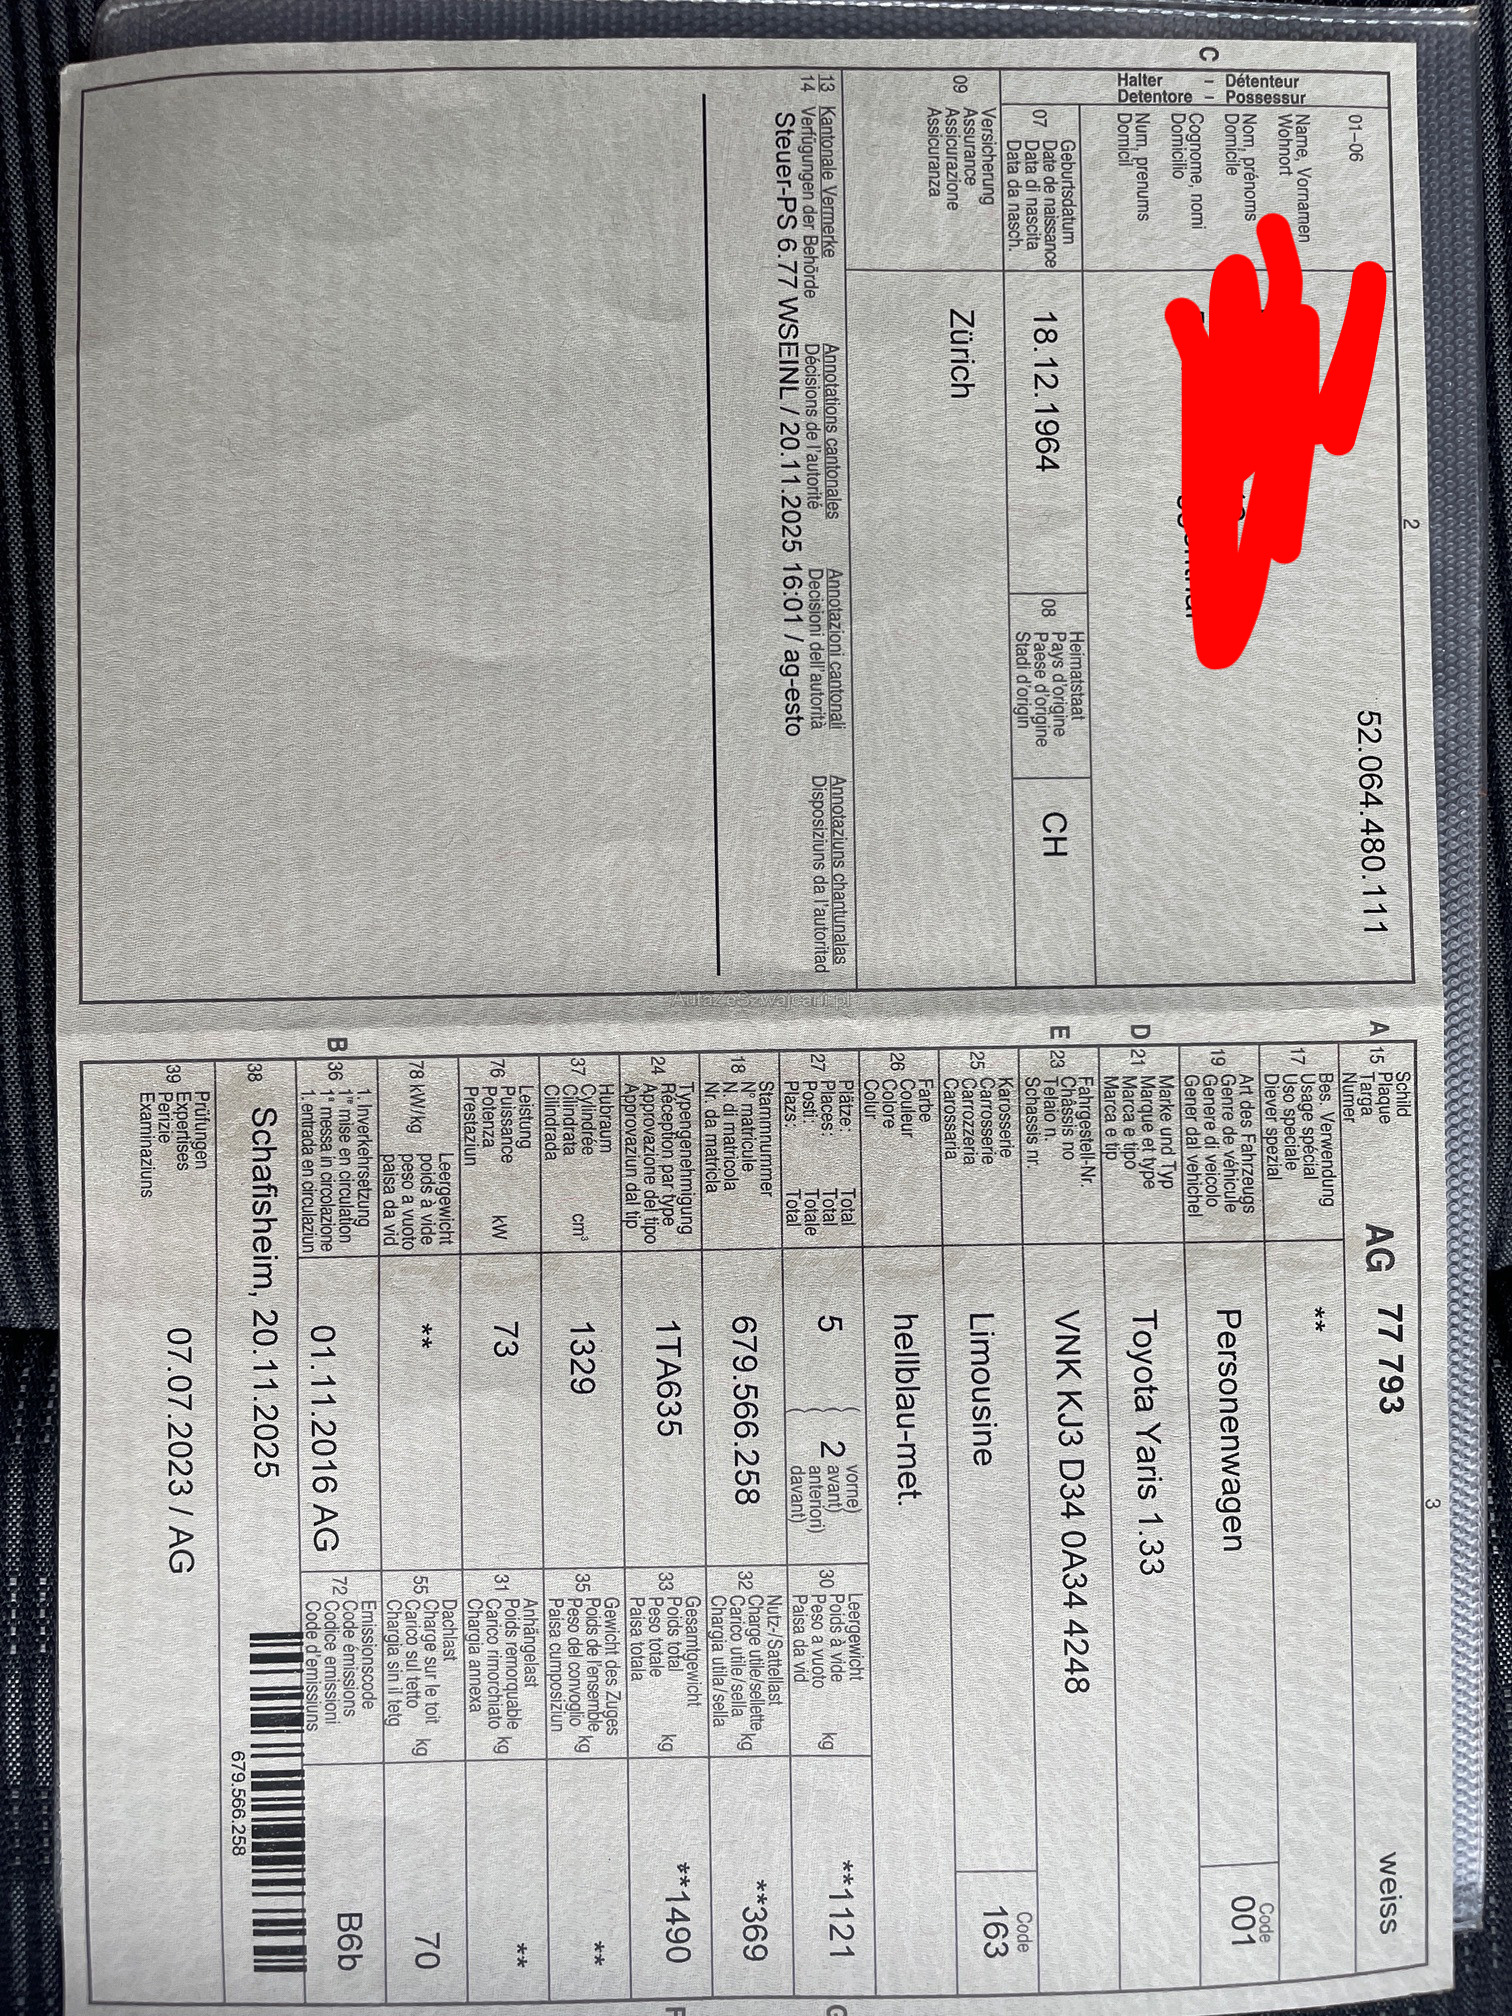 2
52.064.480.111
C
Détenteur - Halter
Possessur - Detentore
01–06
Name, Vornamen
Wohnort
Nom, prénoms
Domicile
Cognome, nomi
Domicilio
Num, prenums
Domicil
07
Geburtsdatum
Date de naissance
Data di nascita
Data da nasch.
18.12.1964
08
Heimatstaat
Pays d'origine
Paese d'origine
Stadi d'origin
CH
09
Versicherung
Assurance
Assicurazione
Assicuranza
Zürich
13 Kantonale Vermerke Annotations cantonales Annotazioni cantonali Annotaziuns chantunalas
14 Verfügungen der Behörde Décisions de l'autorité Decisioni dell'autorità Disposiziuns da l'autoritad
Steuer-PS 6.77 WSEINL / 20.11.2025 16:01 / ag-esto
AutazeSzwajcarii.pl
3
A 15
Schild
Plaque
Targa
Numer
AG 77 793 weiss
17
Bes. Verwendung
Usage spécial
Uso speciale
Diever spezial
**
19
Art des Fahrzeugs
Genre de véhicule
Genere di veicolo
Gener dal vehichel
Personenwagen
Code
001
D 21
Marke und Typ
Marque et type
Marca e tipo
Marca e tip
Toyota Yaris 1.33
E 23
Fahrgestell-Nr.
Châssis no
Telaio n.
Schassis nr.
VNK KJ3 D34 0A34 4248
25
Karosserie
Carrosserie
Carrozzeria
Carossaria
Limousine
Code
163
26
Farbe
Couleur
Colore
Colur
hellblau-met.
27
Plätze: Total
Places: Total
Posti: Totale
Plazs: Total
5
2
vorne)
( avant)
( anteriori)
( davant)
30
Leergewicht
Poids à vide
Peso a vuoto kg
Paisa da vid
**1121
G
18
Stammnummer
N° matricule
N. di matricola
Nr. da matricla
679.566.258
32
Nutz-/Sattellast
Charge utile/sellette kg
Carico utile/sella
Chargia utila/sella
**369
24
Typengenehmigung
Réception par type
Approvazione del tipo
Approvaziun dal tip
1TA635
33
Gesamtgewicht
Poids total
Peso totale kg
Paisa totala
**1490
F
37
Hubraum
Cylindrée
Cilindrata cm³
Cilindrada
1329
35
Gewicht des Zuges
Poids de l'ensemble
Peso del convoglio kg
Paisa cumposiziun
**
76
Leistung
Puissance
Potenza kW
Prestaziun
73
31
Anhängelast
Poids remorquable
Carico rimorchiato kg
Chargia annexa
**
78 kW/kg
Leergewicht
poids à vide
peso a vuoto
paisa da vid
**
55
Dachlast
Charge sur le toit
Carico sul tetto kg
Chargia sin il tetg
70
B 36
1. Inverkehrsetzung
1re mise en circulation
1a messa in circolazione
1. entrada en circulaziun
01.11.2016 AG
72
Emissionscode
Code émissions
Codice emissioni
Code d'emissiuns
B6b
38
Schafisheim, 20.11.2025
679.566.258
39
Prüfungen
Expertises
Perizie
Examinaziuns
07.07.2023 / AG